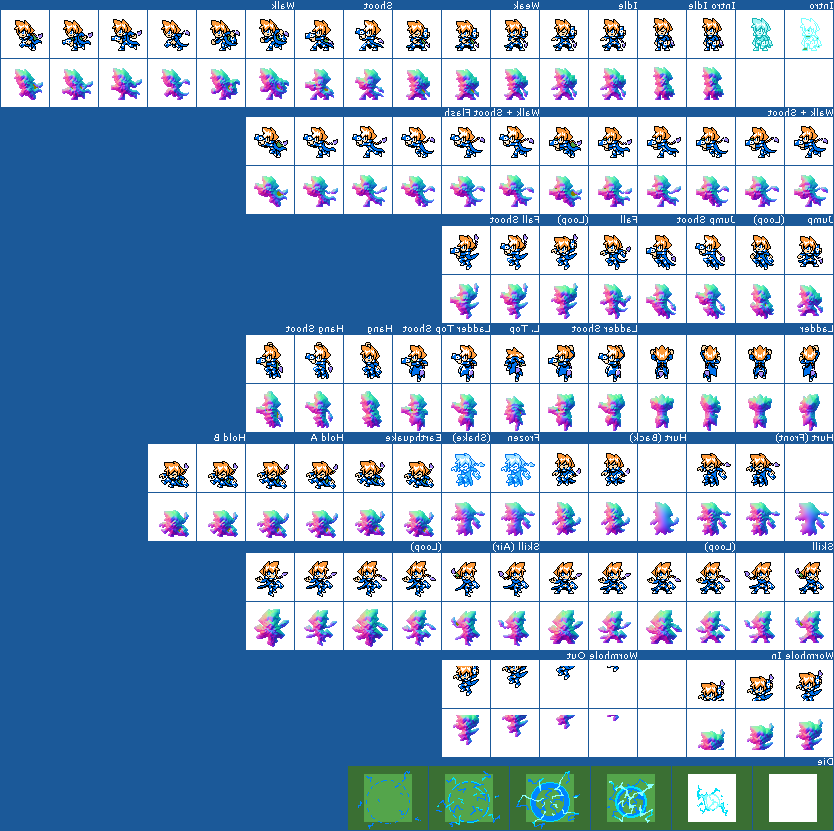 Intro Intro Idle Idle Weak Shoot Walk
Walk + Shoot Walk + Shoot Flash
Jump (Loop) Jump Shoot Fall (Loop) Fall Shoot
Ladder Ladder Shoot L. Top Ladder Top Shoot Hang Hang Shoot
Hurt (Front) Hurt (Back) Frozen (Shake) Earthquake Hold A Hold B
Skill (Loop) Skill (Air) (Loop)
Wormhole In Wormhole Out
Die